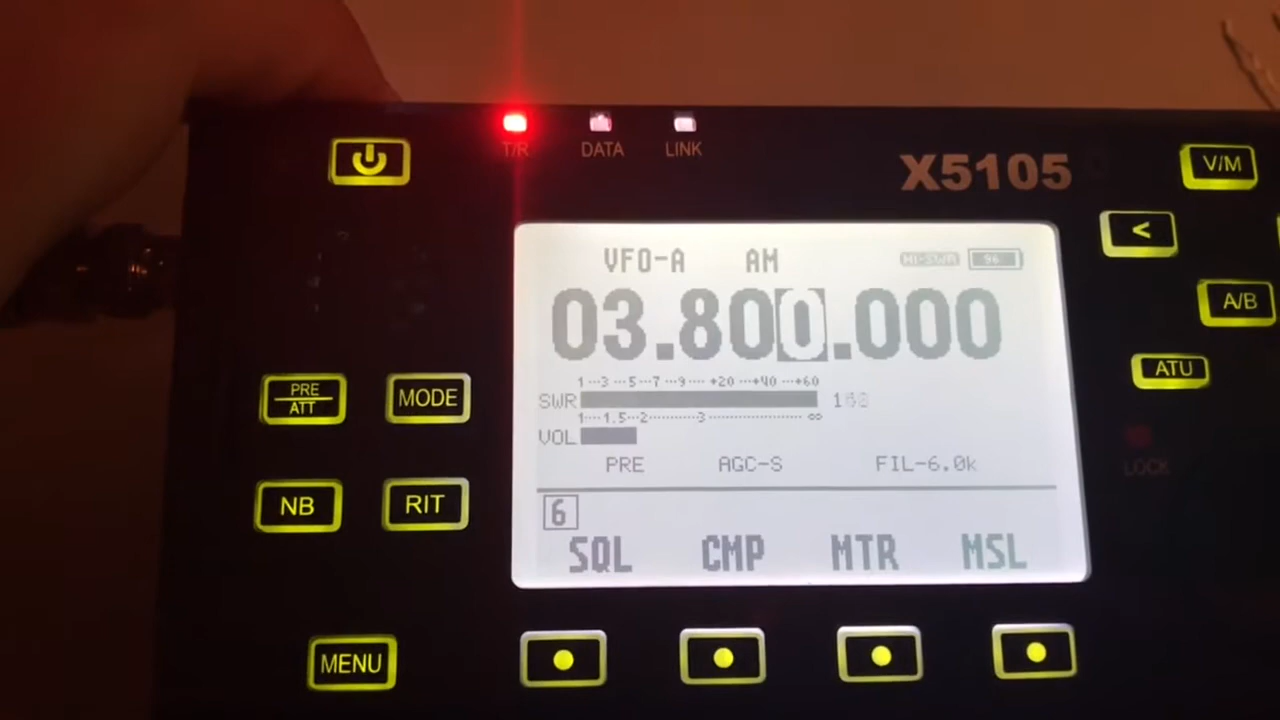 T/R
DATA
LINK
X5105
V/M
<
A/B
ATU
LOCK
PRE
ATT
MODE
NB
RIT
MENU
VFO-A AM HI-SWR 96
03.800.000
1···3···5···7···9···+20···+40···+60
SWR
1···1.5··2··········3················∞
VOL
PRE AGC-S FIL-6.0k
6
SQL CMP MTR MSL